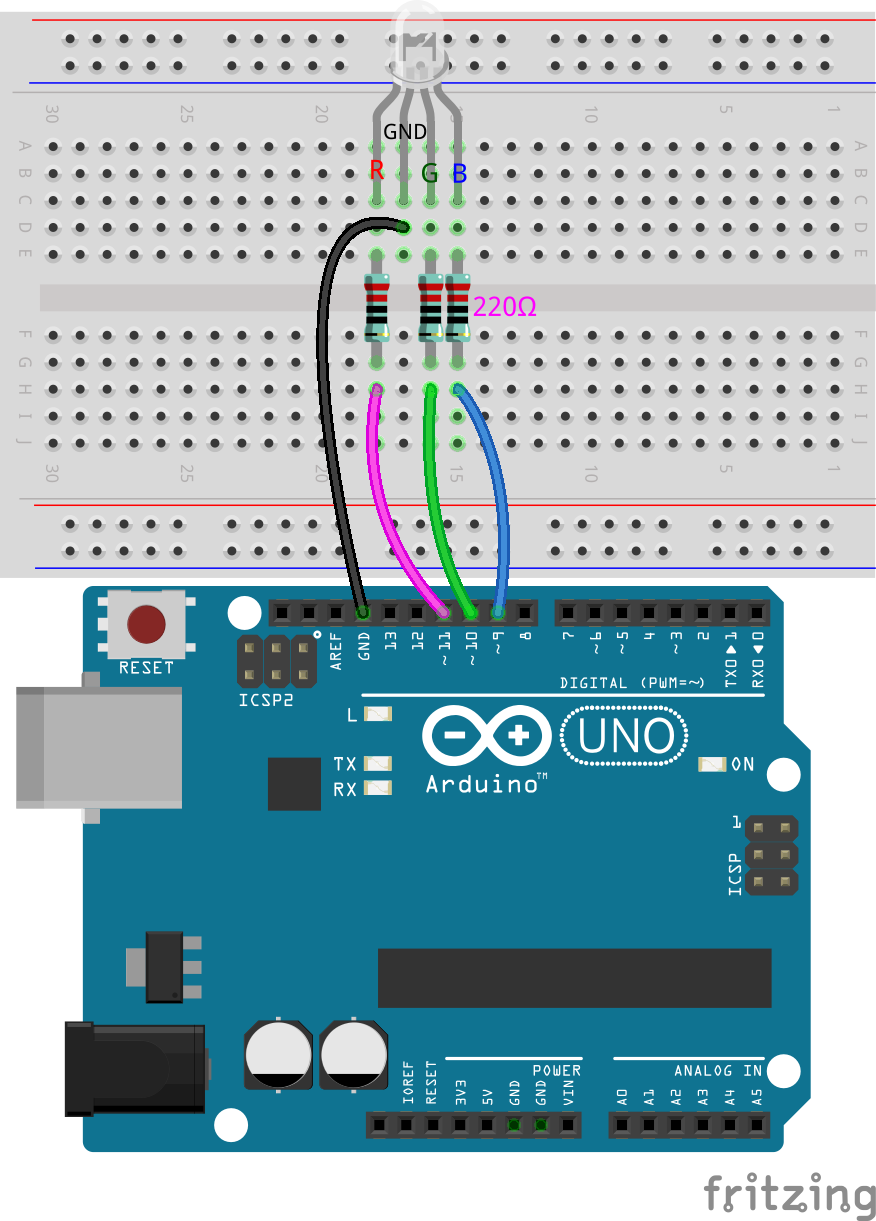 30 25 20 15 10 5 1
GND
A A
B R G B B
C C
D D
E E
220Ω
F F
G G
H H
I I
J J
30 25 20 15 10 5 1
RESET
AREF GND 13 12 ~11 ~10 ~9 8 7 ~6 ~5 4 ~3 2 TX0▶1 RX0◀0
ICSP2
DIGITAL (PWM=~)
L
UNO
TX
Arduino™
ON
RX
1
ICSP
POWER ANALOG IN
IOREF RESET 3V3 5V GND GND VIN A0 A1 A2 A3 A4 A5
fritzing